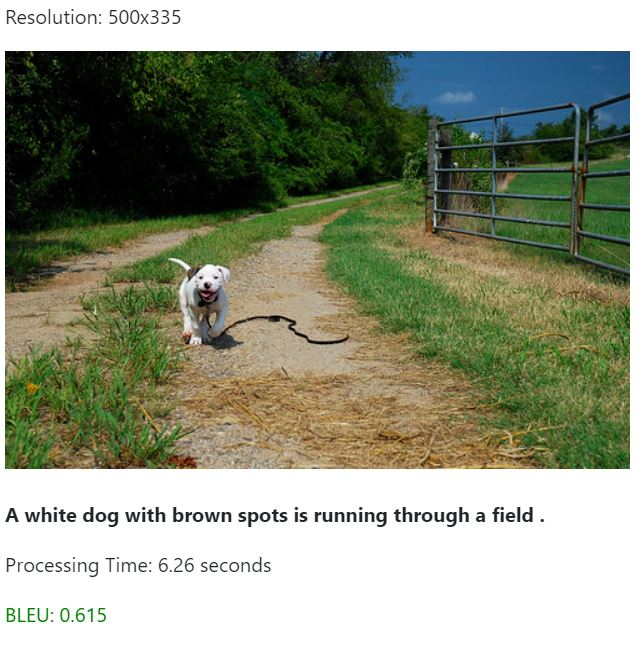 Resolution: 500x335
A white dog with brown spots is running through a field .
Processing Time: 6.26 seconds
BLEU: 0.615